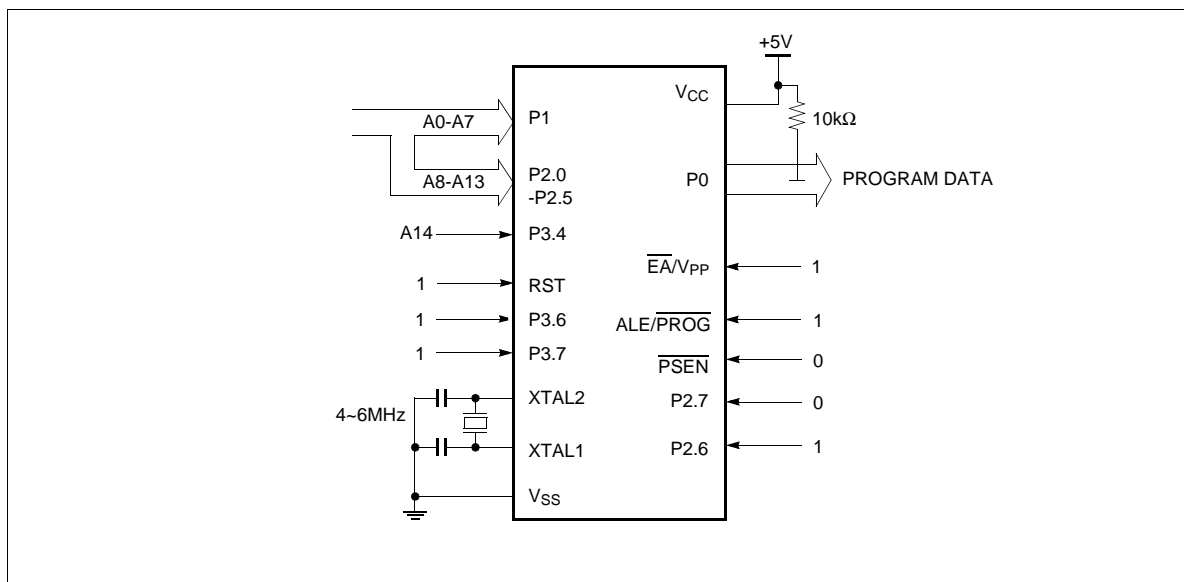 +5V
VCC
10kΩ
P1
A0-A7
P2.0
-P2.5
A8-A13
P0
PROGRAM DATA
A14
P3.4
EA/VPP
1
1
RST
1
P3.6
ALE/PROG
1
1
P3.7
PSEN
0
4~6MHz
XTAL2
P2.7
0
XTAL1
P2.6
1
VSS